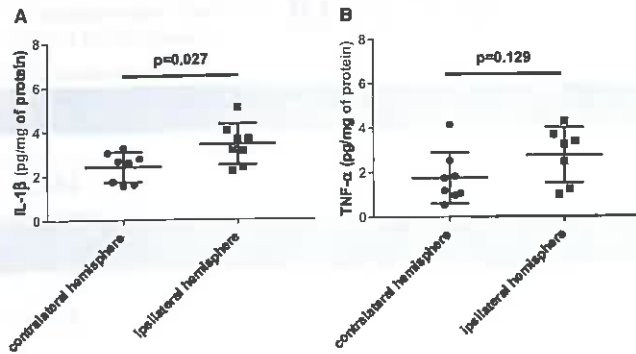 A
IL-1β (pg/mg of protein)
8
6
4
2
0
p=0.027
contralateral hemisphere
ipsilateral hemisphere
B
TNF-α (pg/mg of protein)
8
6
4
2
0
p=0.129
contralateral hemisphere
ipsilateral hemisphere